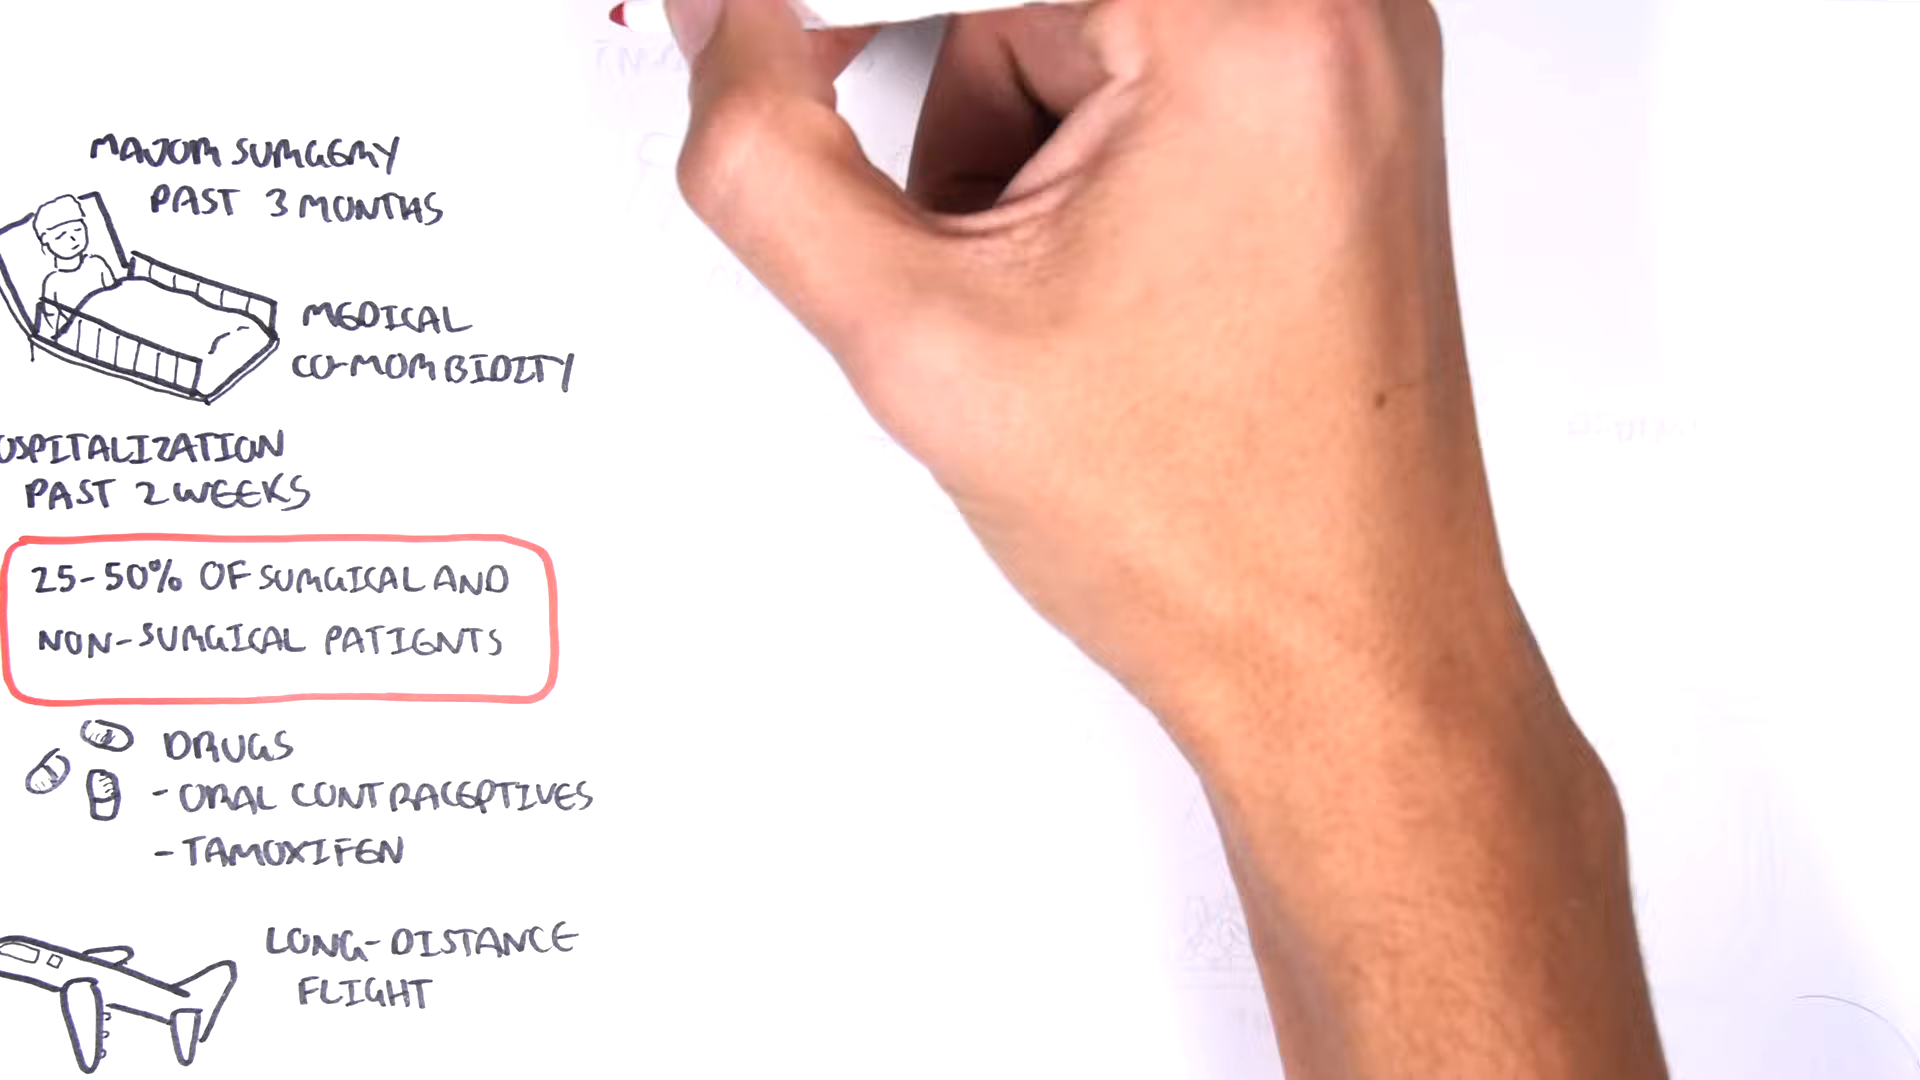 MAJOR SURGERY
PAST 3 MONTHS
MEDICAL
CO-MORBIDITY
OSPITALIZATION
PAST 2 WEEKS
25-50% OF SURGICAL AND
NON-SURGICAL PATIENTS
DRUGS
- ORAL CONTRACEPTIVES
- TAMOXIFEN
LONG-DISTANCE
FLIGHT